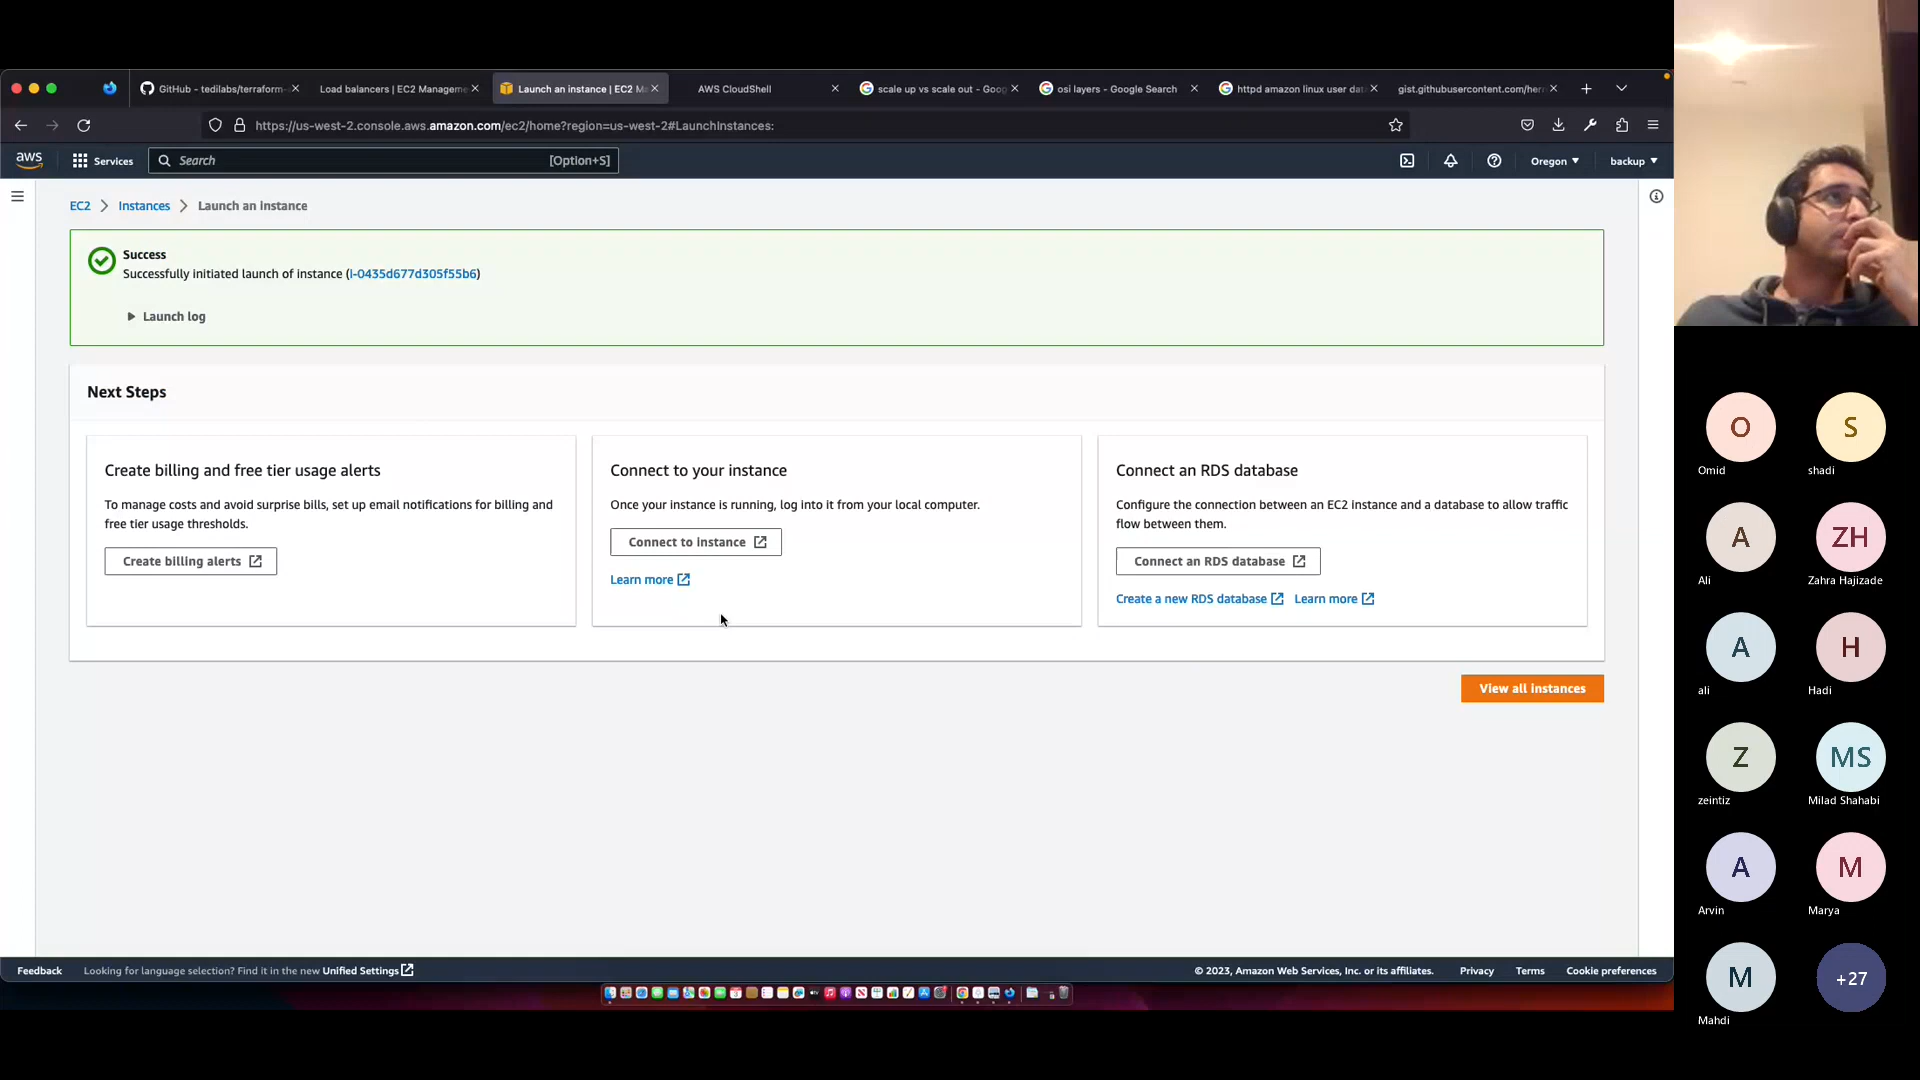 GitHub - tedilabs/terraform-
Load balancers | EC2 Manageme
Launch an instance | EC2 M
AWS CloudShell
scale up vs scale out - Goog
osi layers - Google Search
httpd amazon linux user dat
gist.githubusercontent.com/her
https://us-west-2.console.aws.amazon.com/ec2/home?region=us-west-2#LaunchInstances:
aws
Services
Search
[Option+S]
Oregon
backup
EC2
Instances
Launch an instance
Success
Successfully initiated launch of instance (i-0435d677d305f55b6)
Launch log
Next Steps
Create billing and free tier usage alerts
To manage costs and avoid surprise bills, set up email notifications for billing and
free tier usage thresholds.
Create billing alerts
Connect to your instance
Once your instance is running, log into it from your local computer.
Connect to instance
Learn more
Connect an RDS database
Configure the connection between an EC2 instance and a database to allow traffic
flow between them.
Connect an RDS database
Create a new RDS database
Learn more
View all instances
Feedback
Looking for language selection? Find it in the new Unified Settings
© 2023, Amazon Web Services, Inc. or its affiliates.
Privacy
Terms
Cookie preferences
O
Omid
S
shadi
A
Ali
ZH
Zahra Hajizade
A
ali
H
Hadi
Z
zeintiz
MS
Milad Shahabi
A
Arvin
M
Marya
M
Mahdi
+27